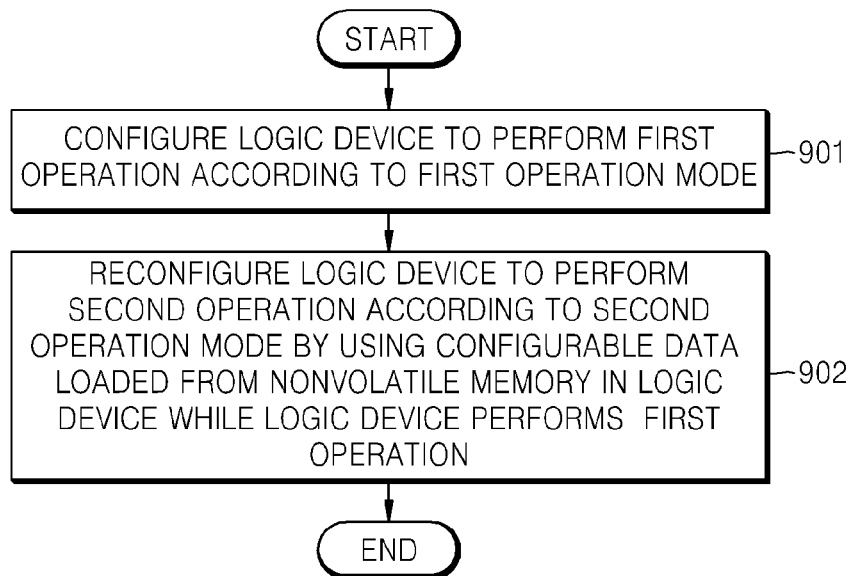 START
CONFIGURE LOGIC DEVICE TO PERFORM FIRST
OPERATION ACCORDING TO FIRST OPERATION MODE
901
RECONFIGURE LOGIC DEVICE TO PERFORM
SECOND OPERATION ACCORDING TO SECOND
OPERATION MODE BY USING CONFIGURABLE DATA
LOADED FROM NONVOLATILE MEMORY IN LOGIC
DEVICE WHILE LOGIC DEVICE PERFORMS FIRST
OPERATION
902
END